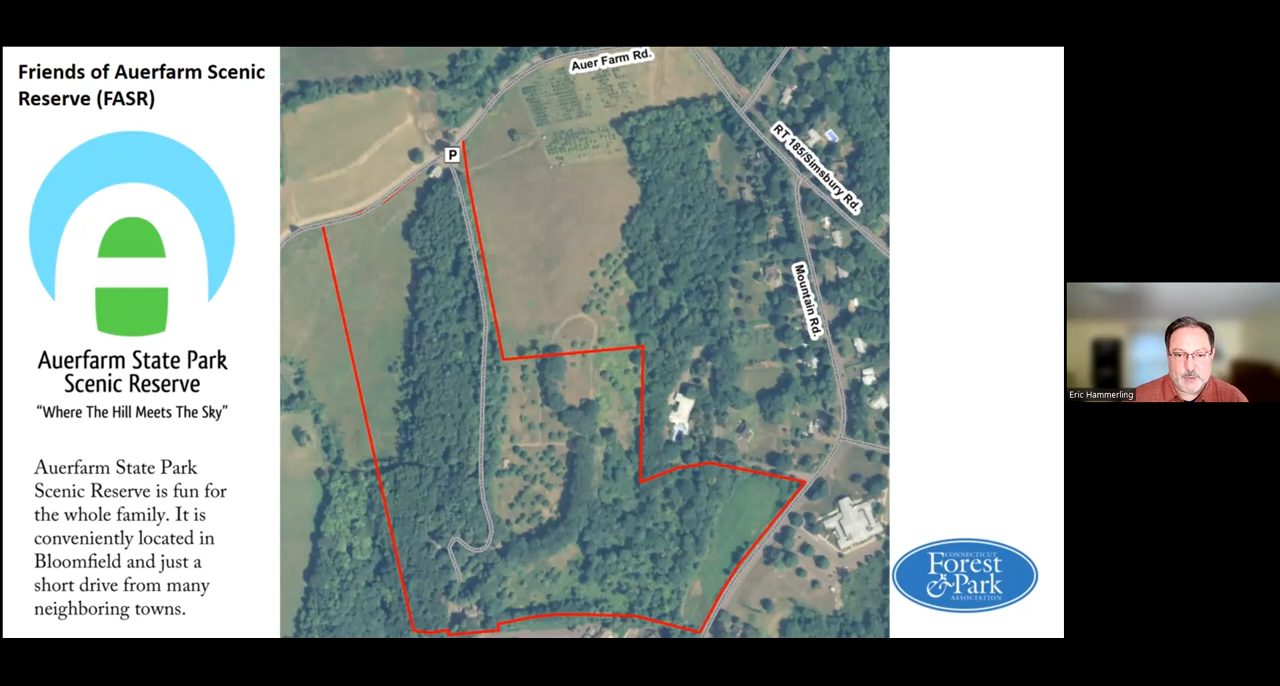 Friends of Auerfarm Scenic
Reserve (FASR)
Auerfarm State Park
Scenic Reserve
“Where The Hill Meets The Sky”
Auerfarm State Park
Scenic Reserve is fun for
the whole family. It is
conveniently located in
Bloomfield and just a
short drive from many
neighboring towns.
Auer Farm Rd.
P
RT 185/Simsbury Rd.
Mountain Rd.
CONNECTICUT
Forest
& Park
ASSOCIATION
Eric Hammerling